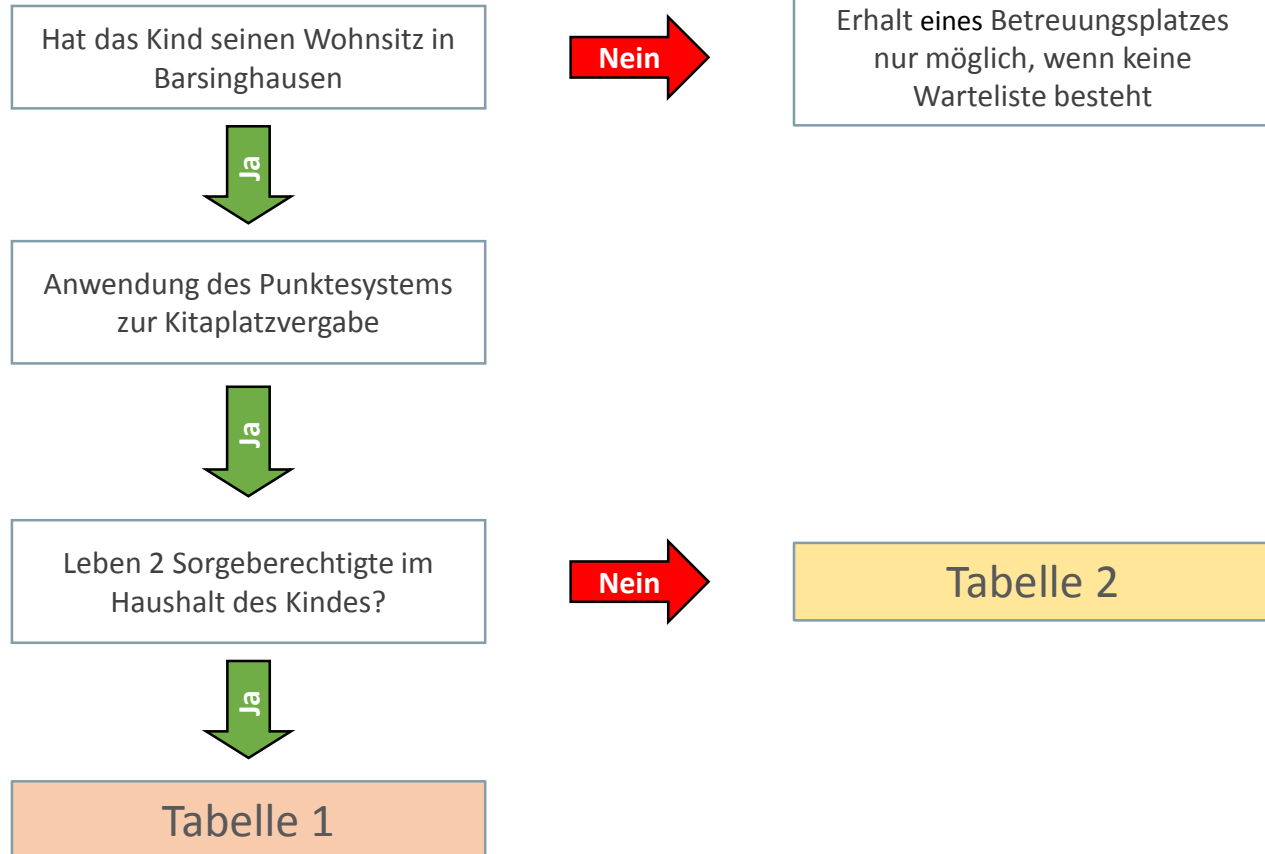 Hat das Kind seinen Wohnsitz in
Barsinghausen
Nein
Erhalt eines Betreuungsplatzes
nur möglich, wenn keine
Warteliste besteht
Ja
Anwendung des Punktesystems
zur Kitaplatzvergabe
Ja
Leben 2 Sorgeberechtigte im
Haushalt des Kindes?
Nein
Tabelle 2
Ja
Tabelle 1